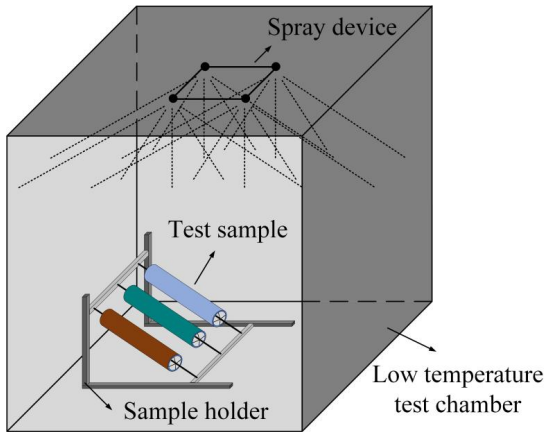 Spray device
Test sample
Low temperature
test chamber
Sample holder